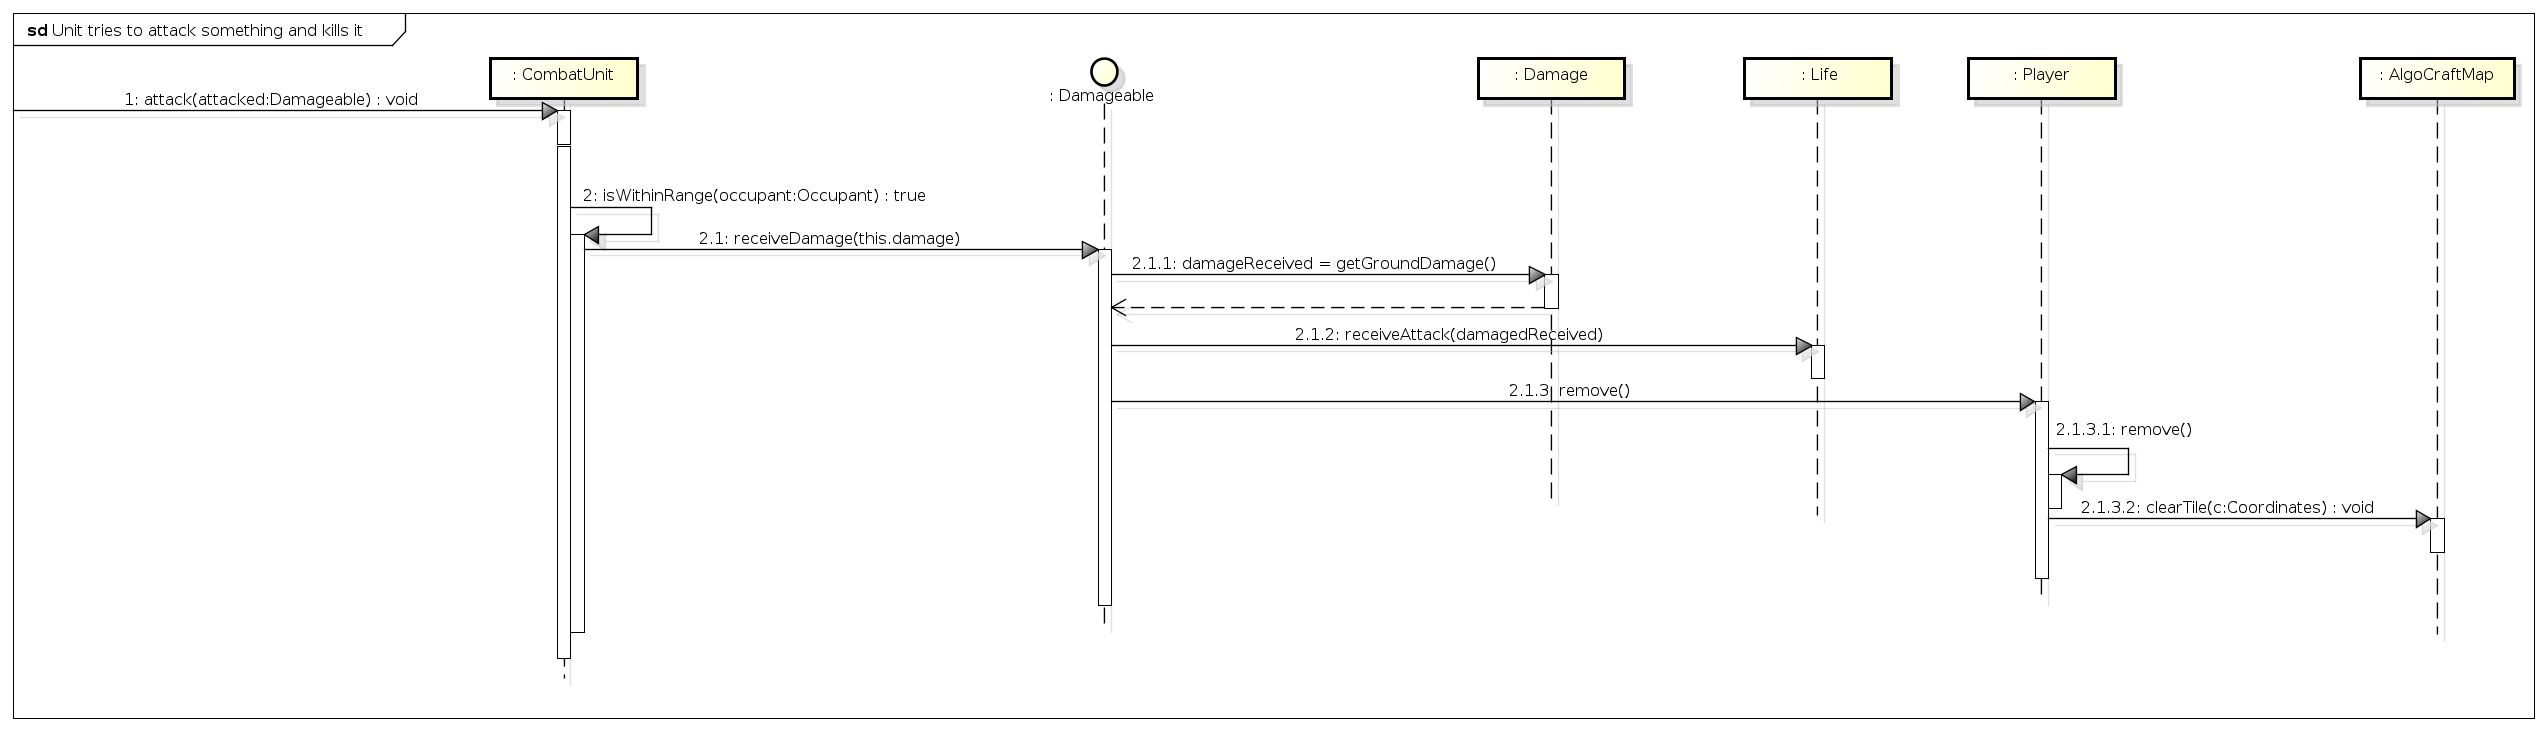 sd Unit tries to attack something and kills it
: CombatUnit
: Damageable
: Damage
: Life
: Player
: AlgoCraftMap
1: attack(attacked:Damageable) : void
2: isWithinRange(occupant:Occupant) : true
2.1: receiveDamage(this.damage)
2.1.1: damageReceived = getGroundDamage()
2.1.2: receiveAttack(damagedReceived)
2.1.3: remove()
2.1.3.1: remove()
2.1.3.2: clearTile(c:Coordinates) : void